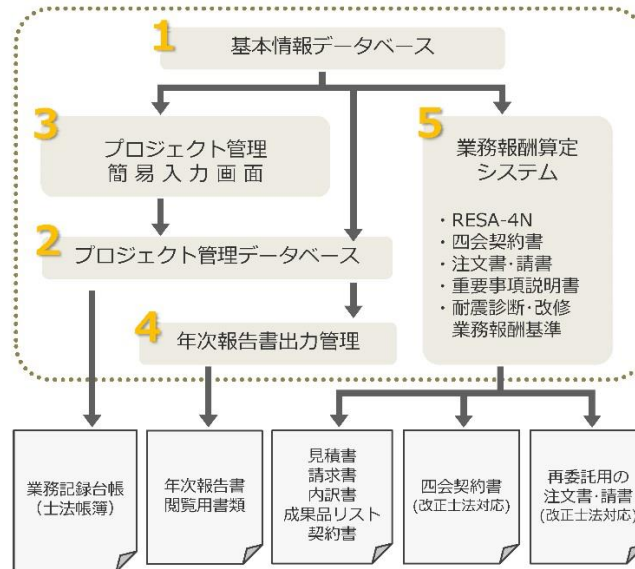 1 基本情報データベース
3 プロジェクト管理
簡易入力画面
2 プロジェクト管理データベース
4 年次報告書出力管理
5 業務報酬算定
システム
・RESA-4N
・四会契約書
・注文書・請書
・重要事項説明書
・耐震診断・改修
業務報酬基準
業務記録台帳
(士法帳簿)
年次報告書
閲覧用書類
見積書
請求書
内訳書
成果品リスト
契約書
四会契約書
(改正士法対応)
再委託用の
注文書・請書
(改正士法対応)